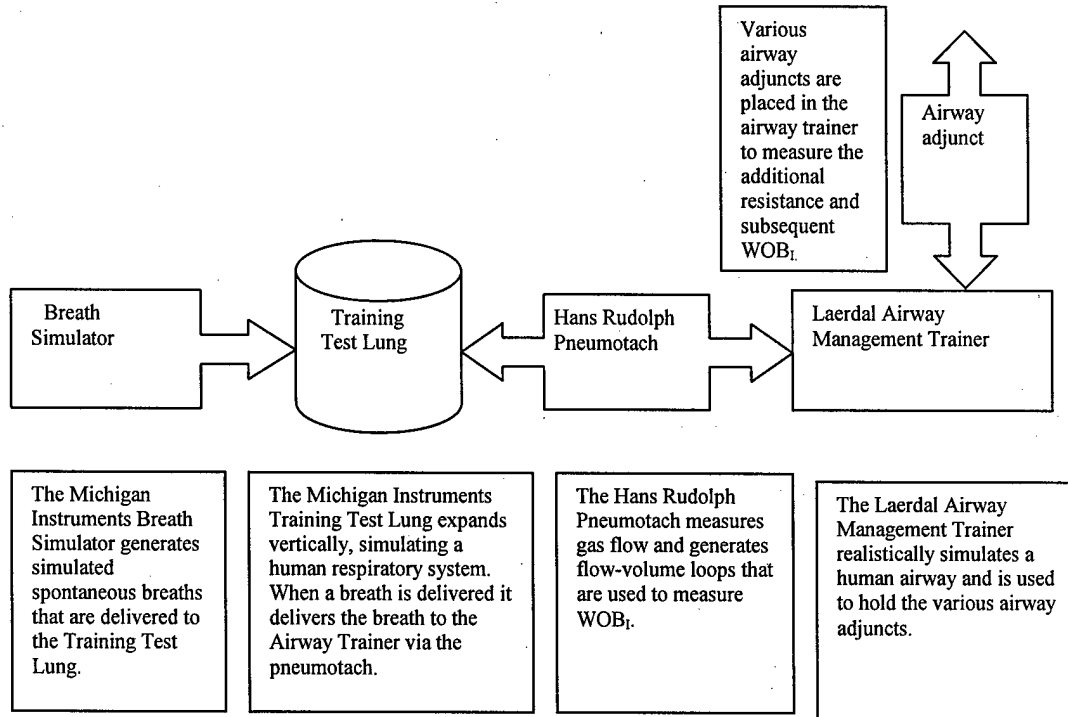 Various
airway
adjuncts are
placed in the
airway trainer
to measure the
additional
resistance and
subsequent
WOBI.
Airway
adjunct
Breath
Simulator
Training
Test Lung
Hans Rudolph
Pneumotach
Laerdal Airway
Management Trainer
The Michigan
Instruments Breath
Simulator generates
simulated
spontaneous breaths
that are delivered to
the Training Test
Lung.
The Michigan Instruments
Training Test Lung expands
vertically, simulating a
human respiratory system.
When a breath is delivered it
delivers the breath to the
Airway Trainer via the
pneumotach.
The Hans Rudolph
Pneumotach measures
gas flow and generates
flow-volume loops that
are used to measure
WOBI.
The Laerdal Airway
Management Trainer
realistically simulates a
human airway and is used
to hold the various airway
adjuncts.